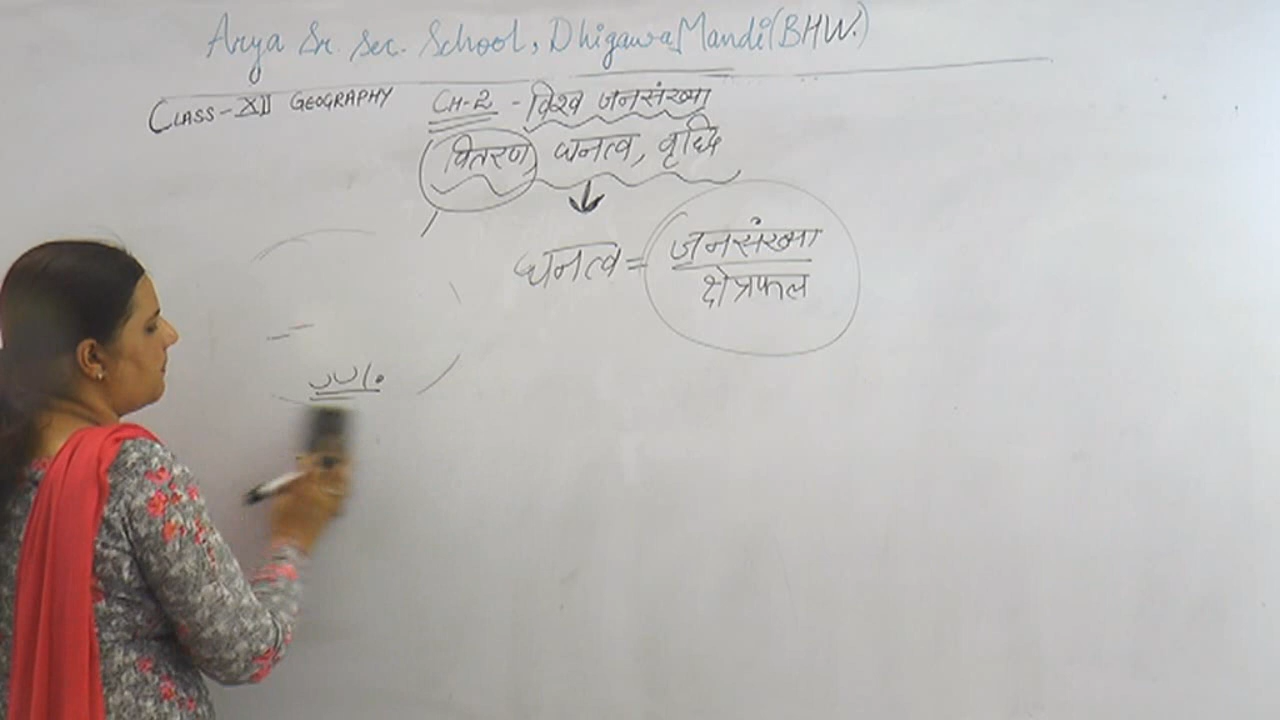 Arya Sr. Sec. School, Dhigawa Mandi (BHW.)
CLASS-XII GEOGRAPHY CH-2 - विश्व जनसंख्या
वितरण, घनत्व, वृद्धि
घनत्व = जनसंख्या
क्षेत्रफल